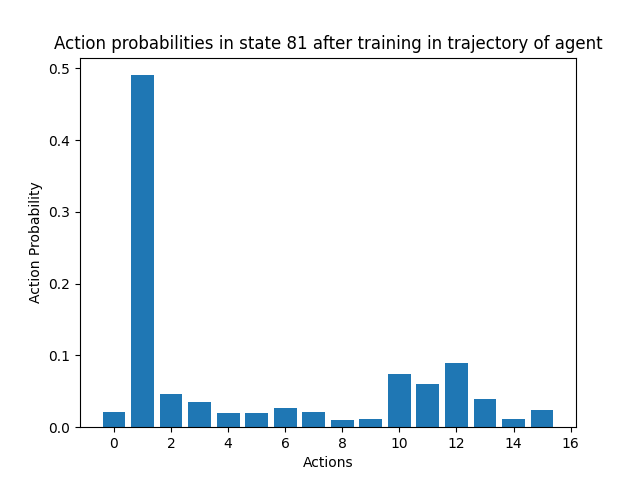 Action probabilities in state 81 after training in trajectory of agent
0.5
0.4
0.3
0.2
0.1
0.0
Action Probability
0 2 4 6 8 10 12 14 16
Actions